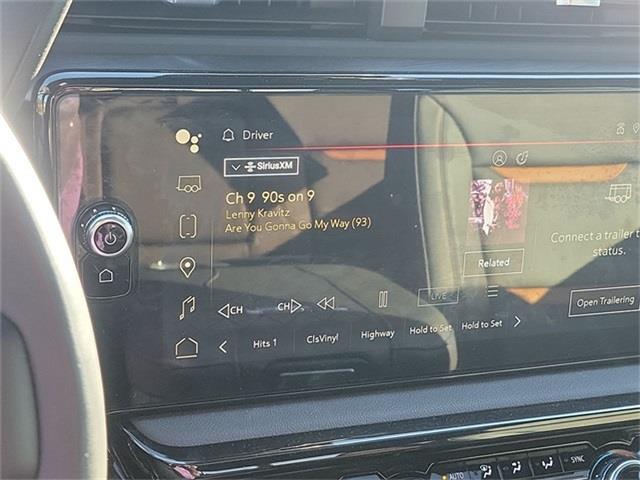 Driver
SiriusXM
Ch 9 90s on 9
Lenny Kravitz
Are You Gonna Go My Way (93)
Related
Connect a trailer t
status.
Open Trailering
CH
CH
LIVE
Hits 1
ClsVinyl
Highway
Hold to Set
Hold to Set
AUTO
SYNC